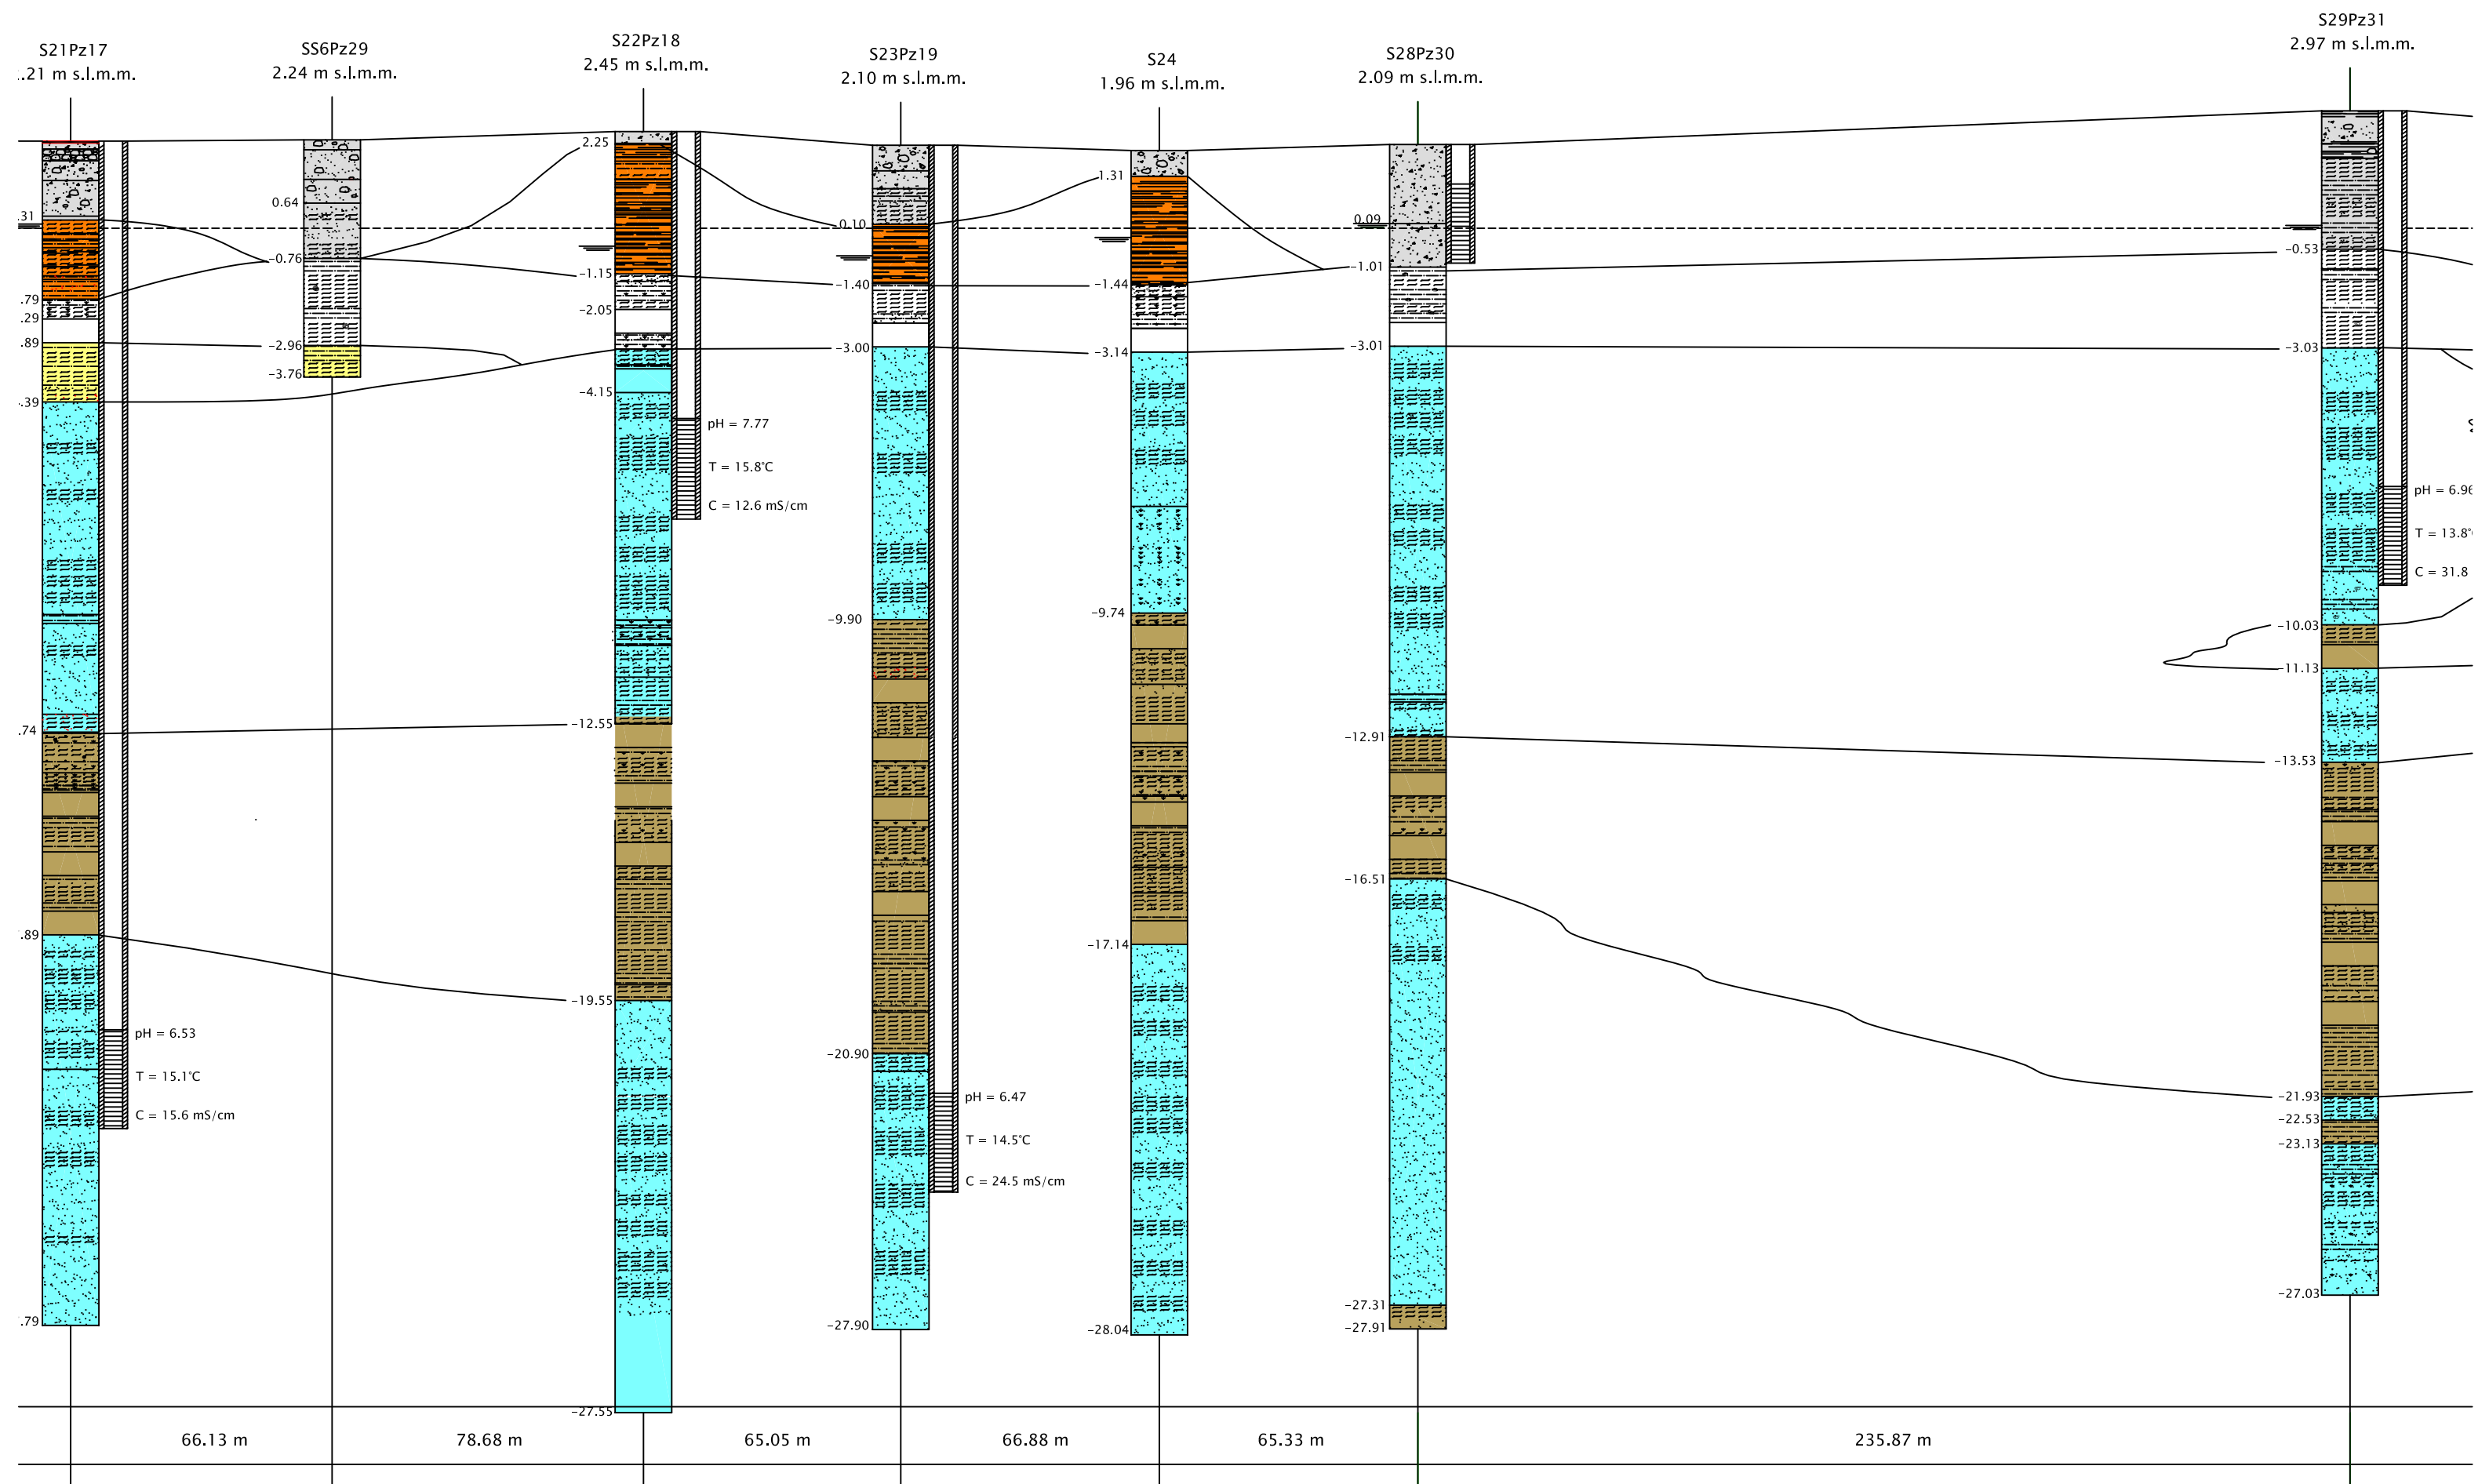 S21Pz17
.21 m s.l.m.m.
SS6Pz29
2.24 m s.l.m.m.
S22Pz18
2.45 m s.l.m.m.
S23Pz19
2.10 m s.l.m.m.
S24
1.96 m s.l.m.m.
S28Pz30
2.09 m s.l.m.m.
S29Pz31
2.97 m s.l.m.m.
.31
.79
.29
.89
.39
.74
.89
.79
pH = 6.53
T = 15.1°C
C = 15.6 mS/cm
0.64
-0.76
-2.96
-3.76
2.25
-1.15
-2.05
-4.15
-12.55
-19.55
-27.55
pH = 7.77
T = 15.8°C
C = 12.6 mS/cm
0.10
-1.40
-3.00
-9.90
-20.90
-27.90
pH = 6.47
T = 14.5°C
C = 24.5 mS/cm
1.31
-1.44
-3.14
-9.74
-17.14
-28.04
0.09
-1.01
-3.01
-12.91
-16.51
-27.31
-27.91
-0.53
-3.03
-10.03
-11.13
-13.53
-21.93
-22.53
-23.13
-27.03
pH = 6.96
T = 13.8°
C = 31.8
66.13 m
78.68 m
65.05 m
66.88 m
65.33 m
235.87 m